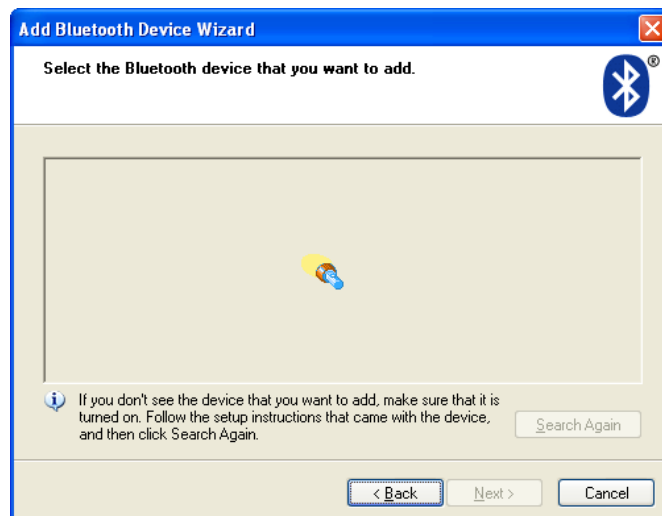 Add Bluetooth Device Wizard
Select the Bluetooth device that you want to add.
®
If you don't see the device that you want to add, make sure that it is
turned on. Follow the setup instructions that came with the device,
and then click Search Again.
Search Again
< Back
Next >
Cancel